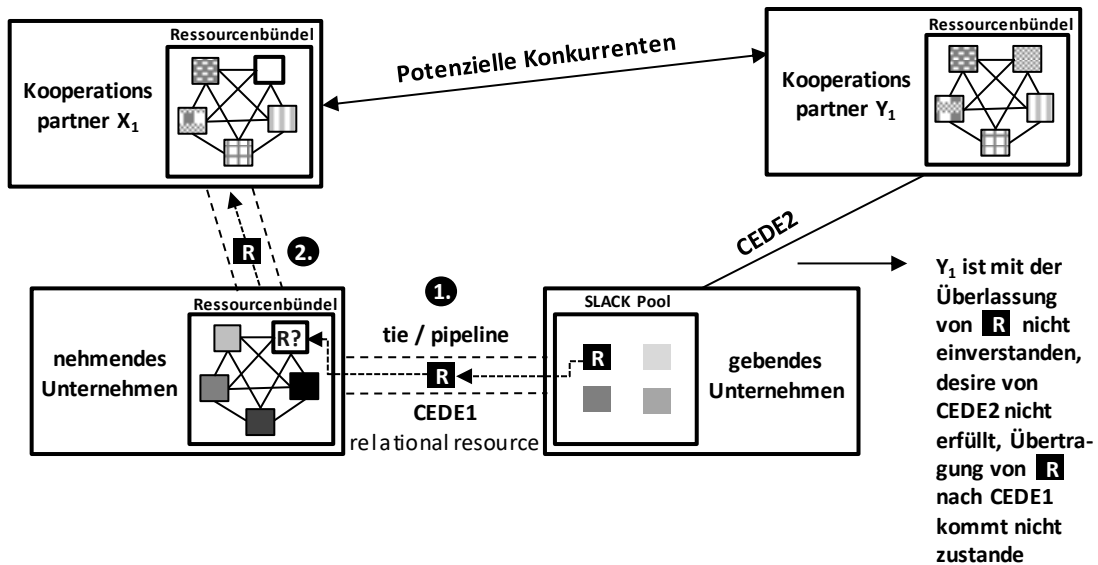 Ressourcenbündel
Kooperations
partner X₁
Potenzielle Konkurrenten
Ressourcenbündel
Kooperations
partner Y₁
R
2.
CEDE2
Ressourcenbündel
nehmendes
Unternehmen
R?
1.
tie / pipeline
R
CEDE1
relational resource
SLACK Pool
R
gebendes
Unternehmen
Y₁ ist mit der
Überlassung
von R nicht
einverstanden,
desire von
CEDE2 nicht
erfüllt, Übertra-
gung von R
nach CEDE1
kommt nicht
zustande